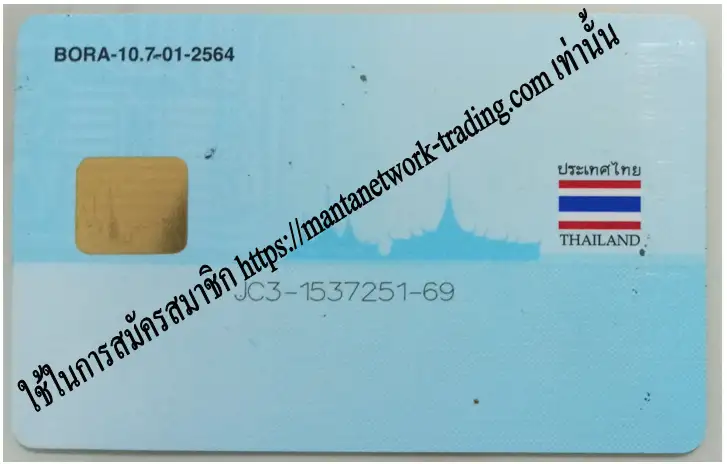 BORA-10.7-01-2564
ใช้ในการสมัครสมาชิก https://mantanetwork-trading.com เท่านั้น
ประเทศไทย
THAILAND
JC3-1537251-69